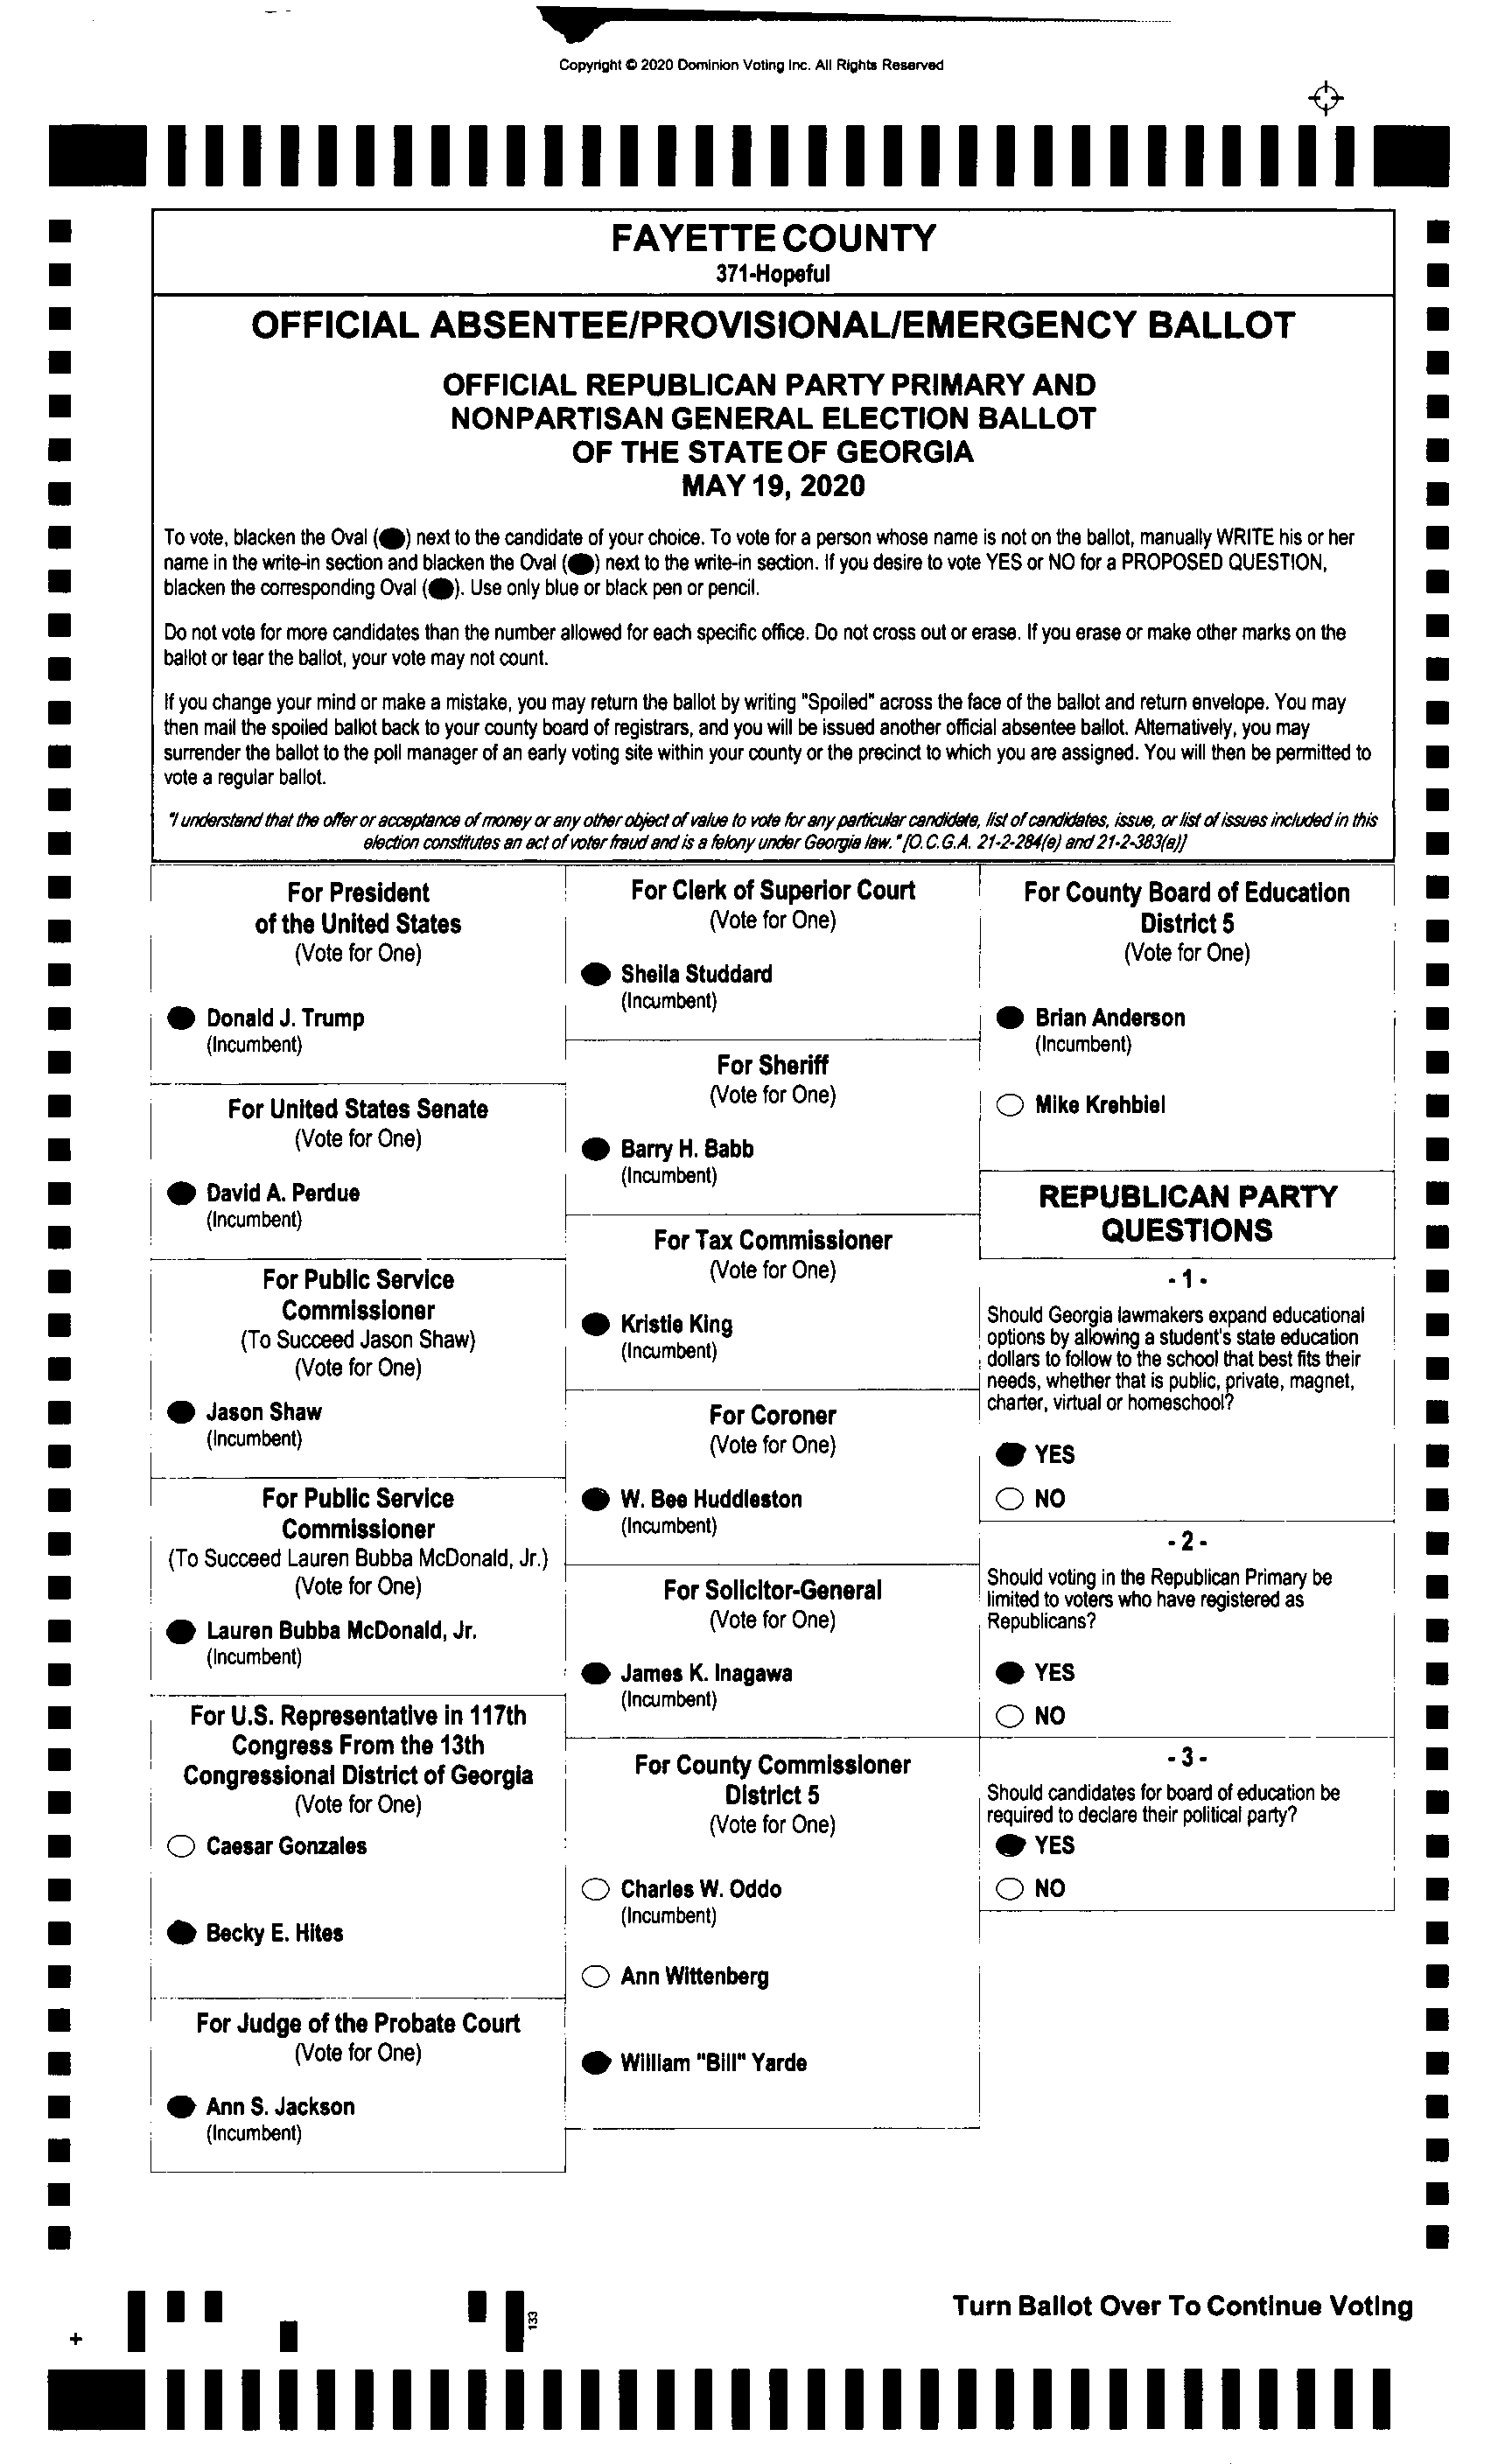 Copyright © 2020 Dominion Voting Inc. All Rights Reserved
FAYETTE COUNTY
371-Hopeful
OFFICIAL ABSENTEE/PROVISIONAL/EMERGENCY BALLOT
OFFICIAL REPUBLICAN PARTY PRIMARY AND
NONPARTISAN GENERAL ELECTION BALLOT
OF THE STATE OF GEORGIA
MAY 19, 2020
To vote, blacken the Oval ( ) next to the candidate of your choice. To vote for a person whose name is not on the ballot, manually WRITE his or her
name in the write-in section and blacken the Oval ( ) next to the write-in section. If you desire to vote YES or NO for a PROPOSED QUESTION,
blacken the corresponding Oval ( ). Use only blue or black pen or pencil.
Do not vote for more candidates than the number allowed for each specific office. Do not cross out or erase. If you erase or make other marks on the
ballot or tear the ballot, your vote may not count.
If you change your mind or make a mistake, you may return the ballot by writing "Spoiled" across the face of the ballot and return envelope. You may
then mail the spoiled ballot back to your county board of registrars, and you will be issued another official absentee ballot. Alternatively, you may
surrender the ballot to the poll manager of an early voting site within your county or the precinct to which you are assigned. You will then be permitted to
vote a regular ballot.
"I understand that the offer or acceptance of money or any other object of value to vote for any particular candidate, list of candidates, issue, or list of issues included in this
election constitutes an act of voter fraud and is a felony under Georgia law." [O.C.G.A. 21-2-284(e) and 21-2-383(a)]
For President
of the United States
(Vote for One)
Donald J. Trump
(Incumbent)
For United States Senate
(Vote for One)
David A. Perdue
(Incumbent)
For Public Service
Commissioner
(To Succeed Jason Shaw)
(Vote for One)
Jason Shaw
(Incumbent)
For Public Service
Commissioner
(To Succeed Lauren Bubba McDonald, Jr.)
(Vote for One)
Lauren Bubba McDonald, Jr.
(Incumbent)
For U.S. Representative in 117th
Congress From the 13th
Congressional District of Georgia
(Vote for One)
Caesar Gonzales
Becky E. Hites
For Judge of the Probate Court
(Vote for One)
Ann S. Jackson
(Incumbent)
For Clerk of Superior Court
(Vote for One)
Sheila Studdard
(Incumbent)
For Sheriff
(Vote for One)
Barry H. Babb
(Incumbent)
For Tax Commissioner
(Vote for One)
Kristie King
(Incumbent)
For Coroner
(Vote for One)
W. Bee Huddleston
(Incumbent)
For Solicitor-General
(Vote for One)
James K. Inagawa
(Incumbent)
For County Commissioner
District 5
(Vote for One)
Charles W. Oddo
(Incumbent)
Ann Wittenberg
William "Bill" Yarde
For County Board of Education
District 5
(Vote for One)
Brian Anderson
(Incumbent)
Mike Krehbiel
REPUBLICAN PARTY
QUESTIONS
- 1 -
Should Georgia lawmakers expand educational
options by allowing a student's state education
dollars to follow to the school that best fits their
needs, whether that is public, private, magnet,
charter, virtual or homeschool?
YES
NO
- 2 -
Should voting in the Republican Primary be
limited to voters who have registered as
Republicans?
YES
NO
- 3 -
Should candidates for board of education be
required to declare their political party?
YES
NO
Turn Ballot Over To Continue Voting
133